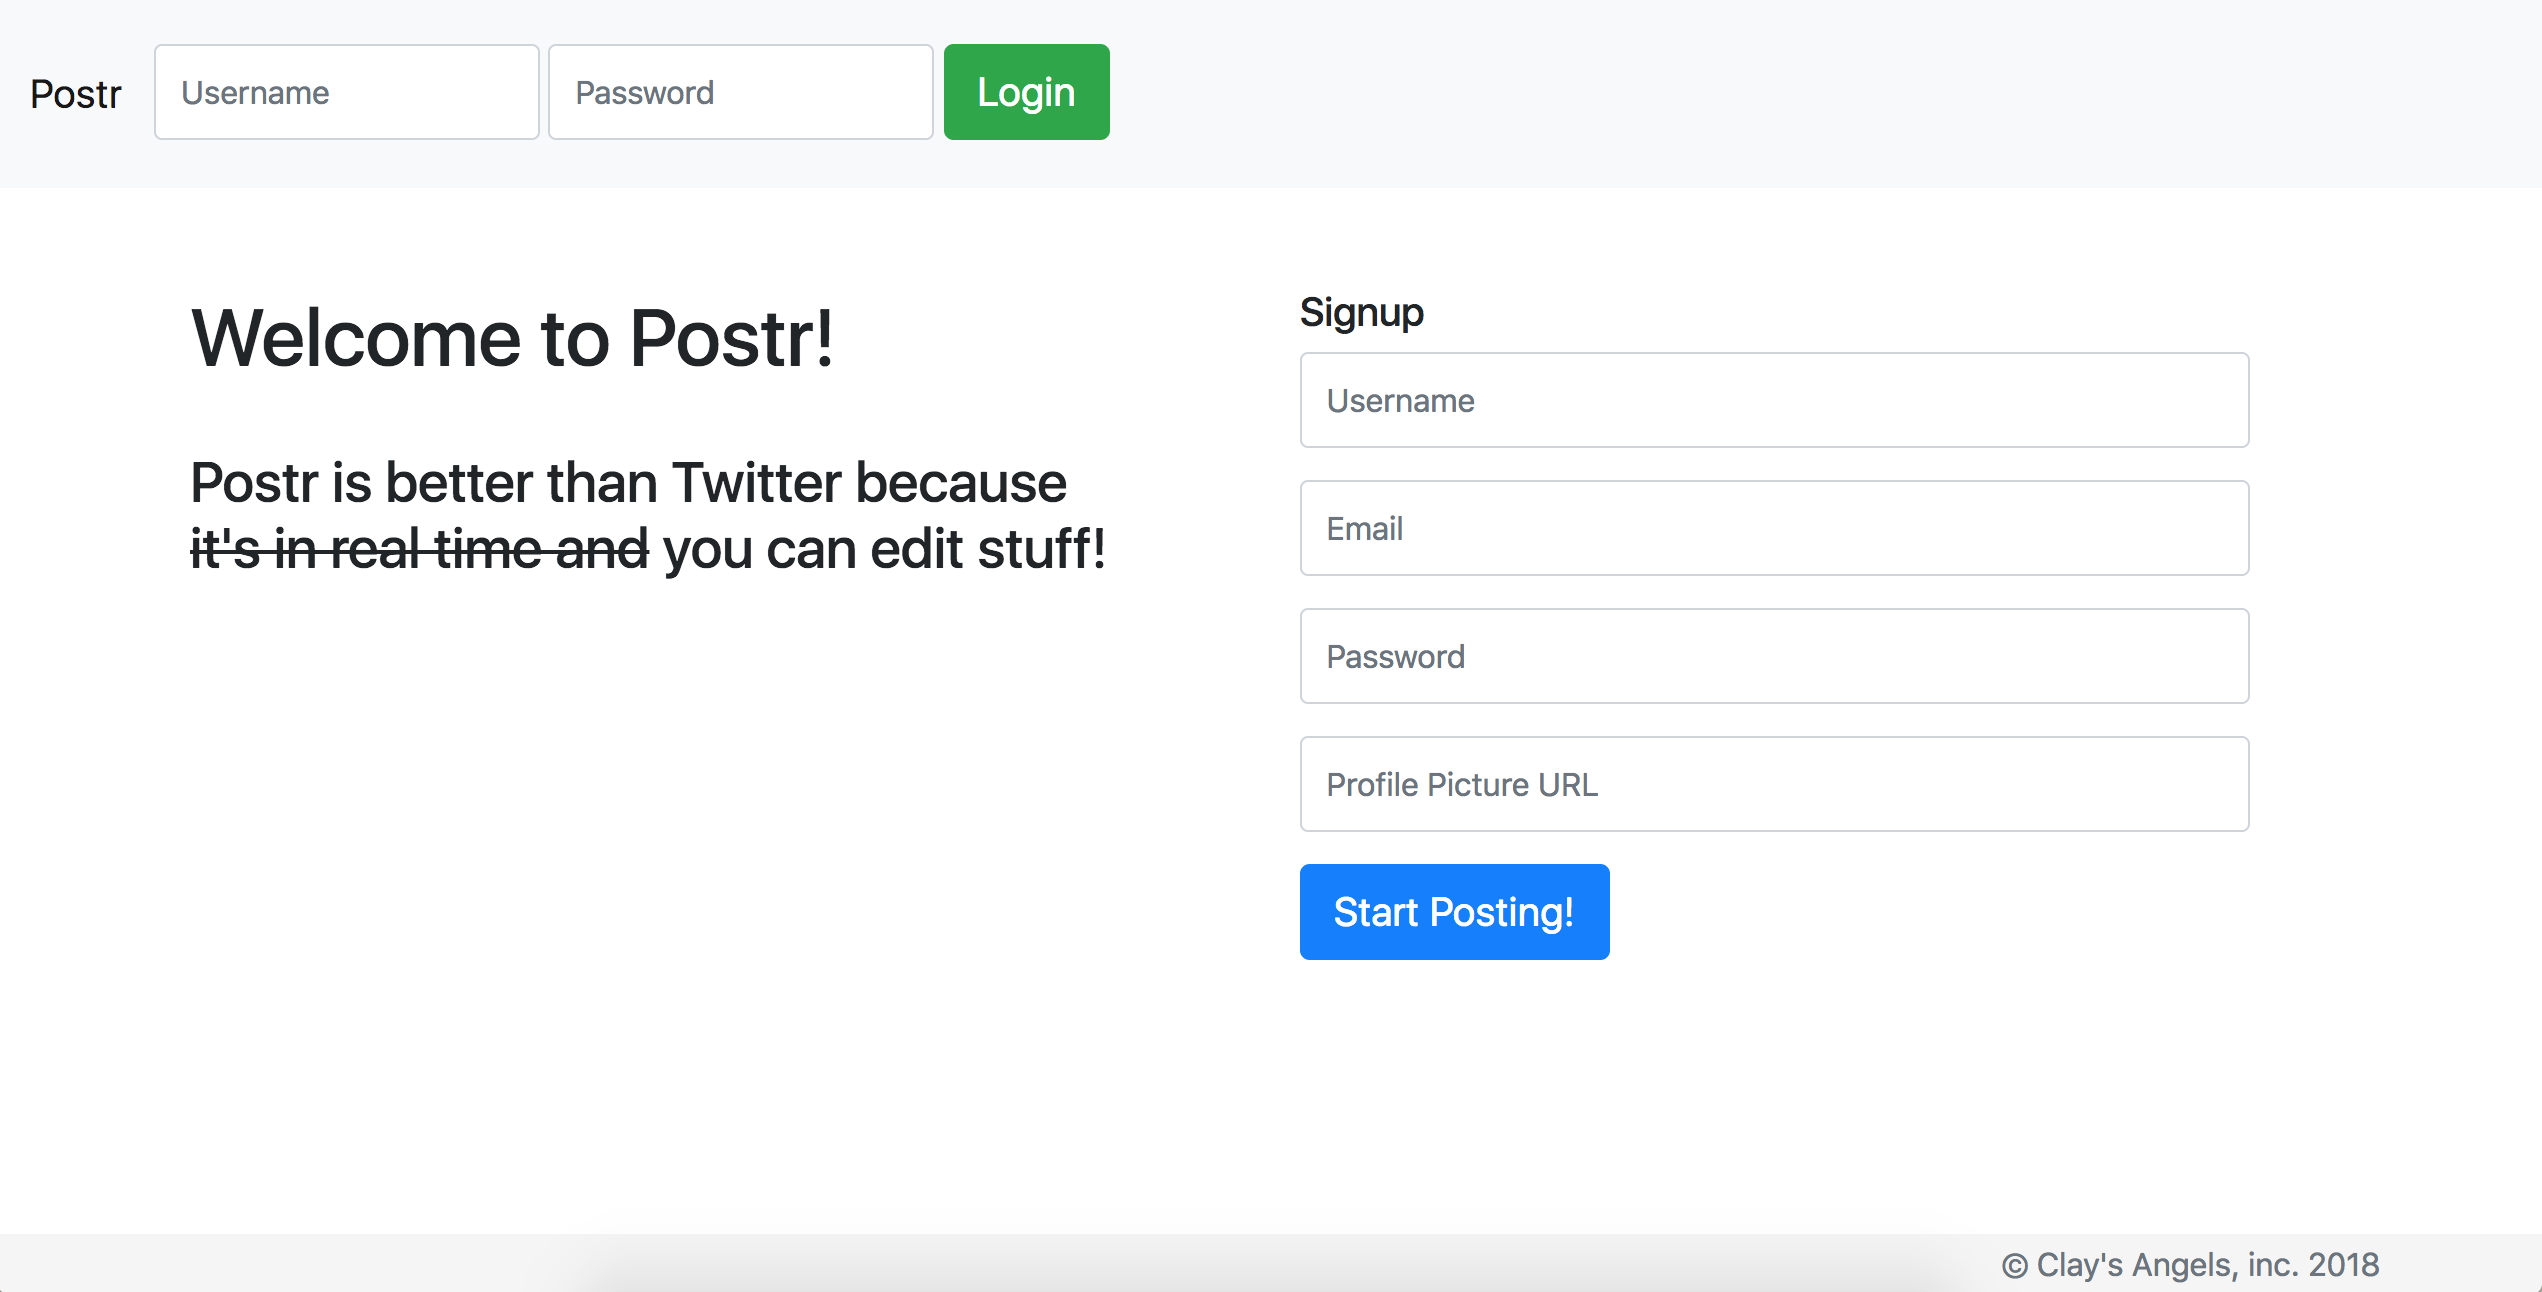 Postr Username Password Login
Welcome to Postr!
Postr is better than Twitter because
it's in real time and you can edit stuff!
Signup
Username
Email
Password
Profile Picture URL
Start Posting!
© Clay's Angels, inc. 2018